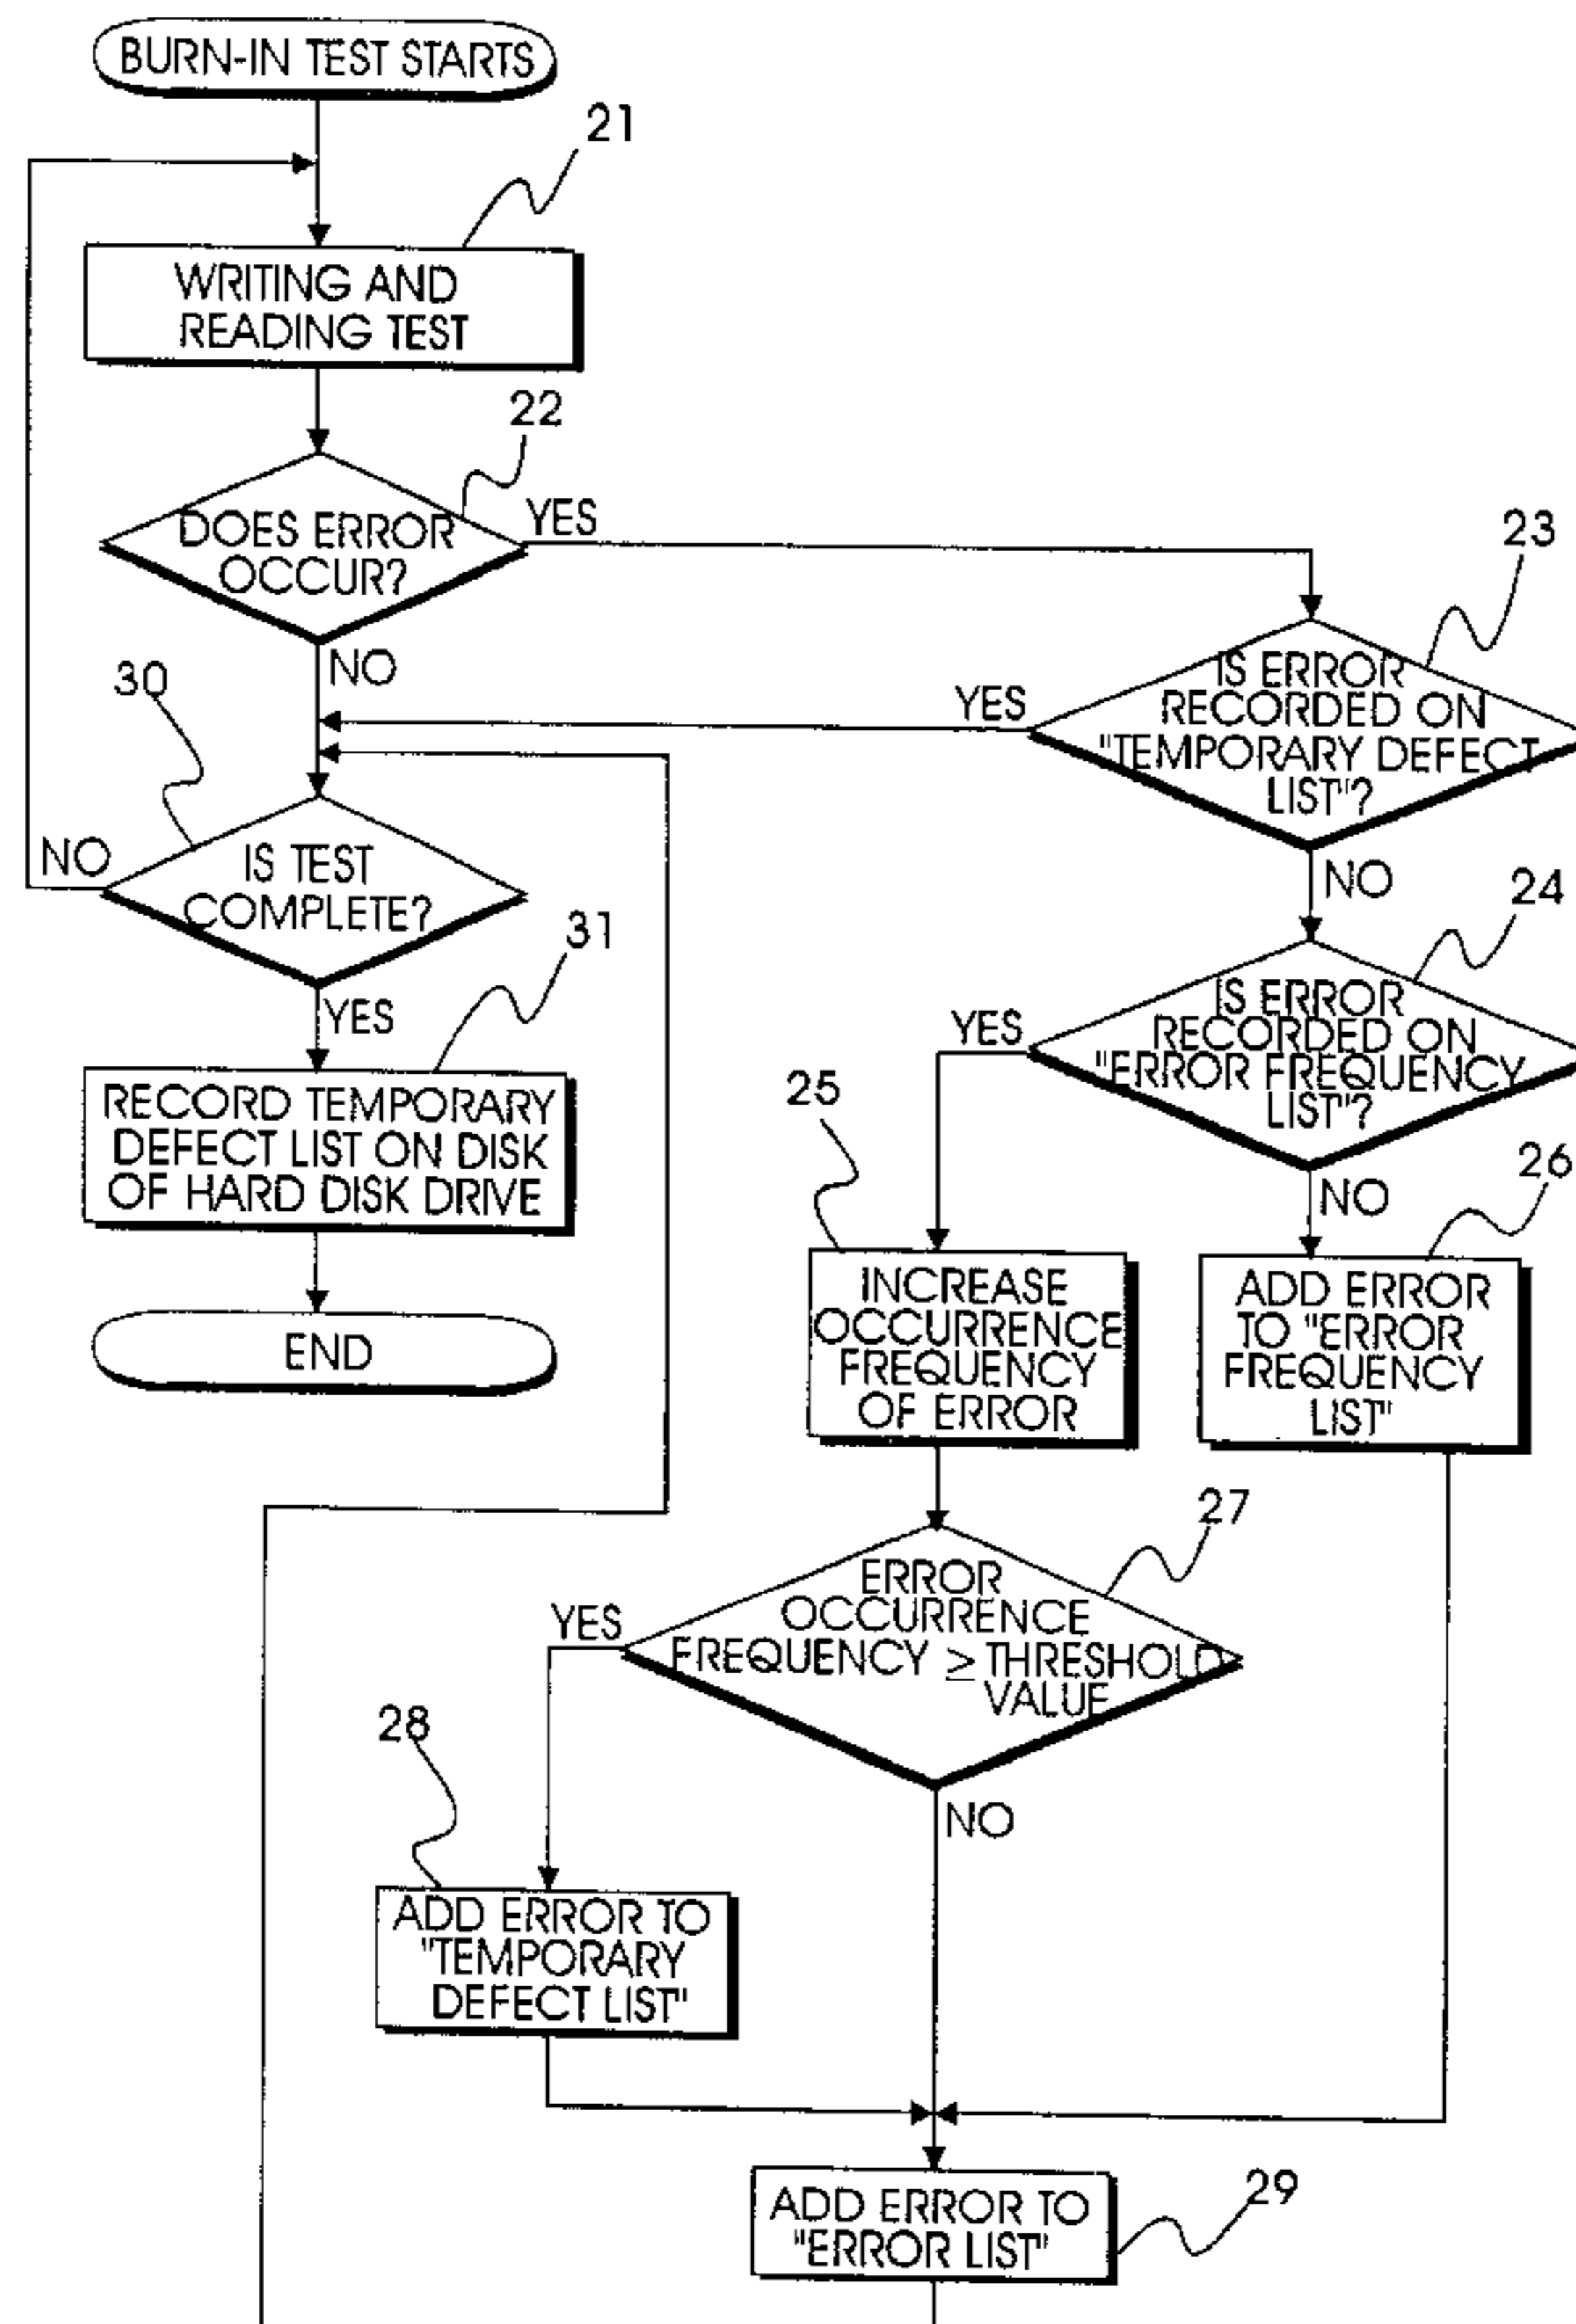 BURN-IN TEST STARTS
21
WRITING AND
READING TEST
22
DOES ERROR
OCCUR?
YES
NO
23
IS ERROR
RECORDED ON
"TEMPORARY DEFECT
LIST"?
YES
NO
30
IS TEST
COMPLETE?
NO
YES
31
RECORD TEMPORARY
DEFECT LIST ON DISK
OF HARD DISK DRIVE
END
24
IS ERROR
RECORDED ON
"ERROR FREQUENCY
LIST"?
YES
NO
25
INCREASE
OCCURRENCE
FREQUENCY
OF ERROR
26
ADD ERROR
TO "ERROR
FREQUENCY
LIST"
27
ERROR
OCCURRENCE
FREQUENCY ≥ THRESHOLD
VALUE
YES
NO
28
ADD ERROR TO
"TEMPORARY
DEFECT LIST"
29
ADD ERROR TO
"ERROR LIST"